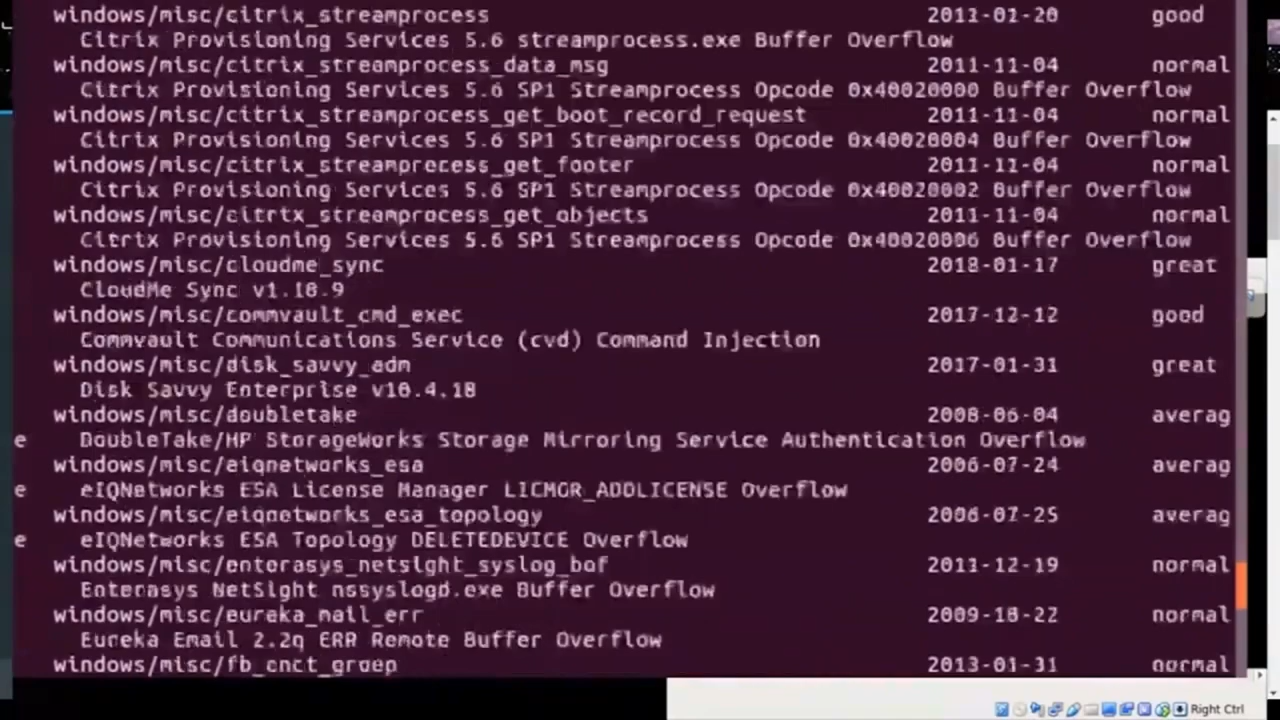 windows/misc/citrix_streamprocess 2011-01-20 good
Citrix Provisioning Services 5.6 streamprocess.exe Buffer Overflow
windows/misc/citrix_streamprocess_data_msg 2011-11-04 normal
Citrix Provisioning Services 5.6 SP1 Streamprocess Opcode 0x40020000 Buffer Overflow
windows/misc/citrix_streamprocess_get_boot_record_request 2011-11-04 normal
Citrix Provisioning Services 5.6 SP1 Streamprocess Opcode 0x40020004 Buffer Overflow
windows/misc/citrix_streamprocess_get_footer 2011-11-04 normal
Citrix Provisioning Services 5.6 SP1 Streamprocess Opcode 0x40020002 Buffer Overflow
windows/misc/citrix_streamprocess_get_objects 2011-11-04 normal
Citrix Provisioning Services 5.6 SP1 Streamprocess Opcode 0x40020006 Buffer Overflow
windows/misc/cloudme_sync 2018-01-17 great
CloudMe Sync v1.10.9
windows/misc/commvault_cmd_exec 2017-12-12 good
Commvault Communications Service (cvd) Command Injection
windows/misc/disk_savvy_adm 2017-01-31 great
Disk Savvy Enterprise v10.4.18
windows/misc/doubletake 2008-06-04 averag
e DoubleTake/HP StorageWorks Storage Mirroring Service Authentication Overflow
windows/misc/eiqnetworks_esa 2006-07-24 averag
e eIQNetworks ESA License Manager LICMGR_ADDLICENSE Overflow
windows/misc/eiqnetworks_esa_topology 2006-07-25 averag
e eIQNetworks ESA Topology DELETEDEVICE Overflow
windows/misc/enterasys_netsight_syslog_bof 2011-12-19 normal
Enterasys NetSight nssyslogd.exe Buffer Overflow
windows/misc/eureka_mail_err 2009-10-22 normal
Eureka Email 2.2q ERR Remote Buffer Overflow
windows/misc/fb_cnct_group 2013-01-31 normal
Right Ctrl